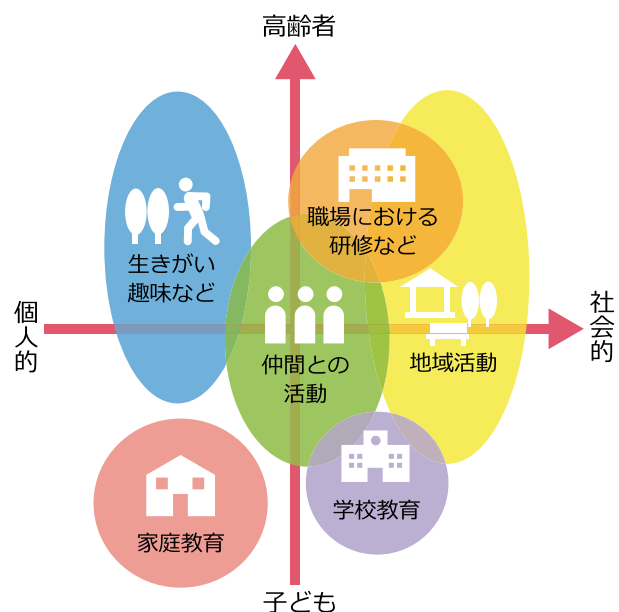 高齢者
職場における
研修など
生きがい
趣味など
個人的
社会的
仲間との
活動
地域活動
学校教育
家庭教育
子ども